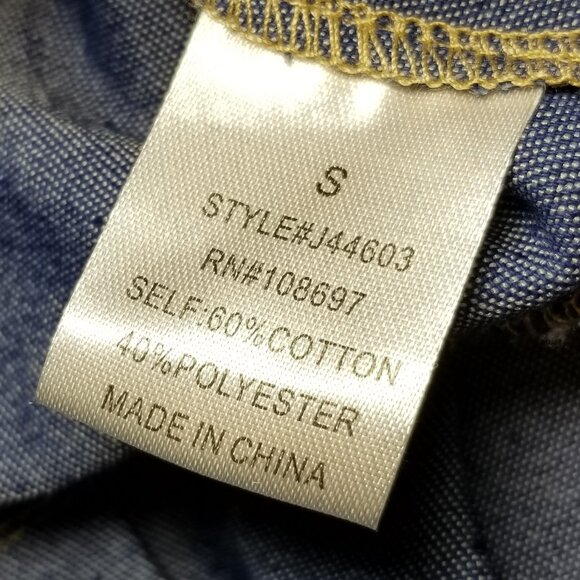 S
STYLE#J44603
RN#108697
SELF:60%COTTON
40%POLYESTER
MADE IN CHINA